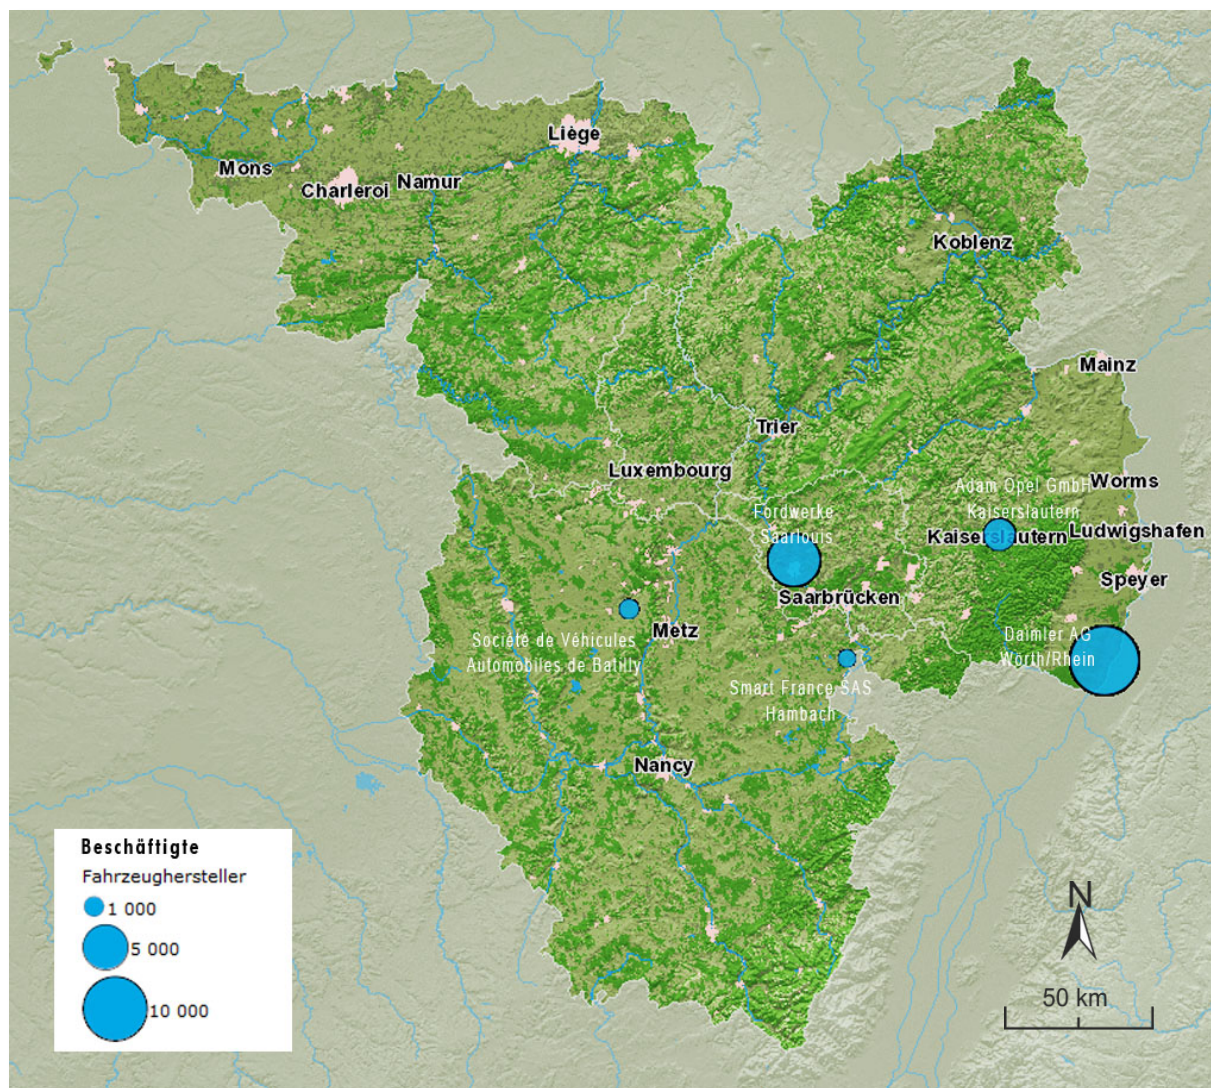 Liège
Mons
Charleroi
Namur
Koblenz
Mainz
Trier
Luxembourg
Worms
Adam Opel GmbH
Kaiserslautern
Fordwerke
Saarlouis
Kaiserslautern
Ludwigshafen
Speyer
Saarbrücken
Metz
Société de Véhicules
Automobiles de Batilly
Daimler AG
Wörth/Rhein
Smart France SAS
Hambach
Nancy
Beschäftigte
Fahrzeughersteller
1 000
5 000
10 000
N
50 km